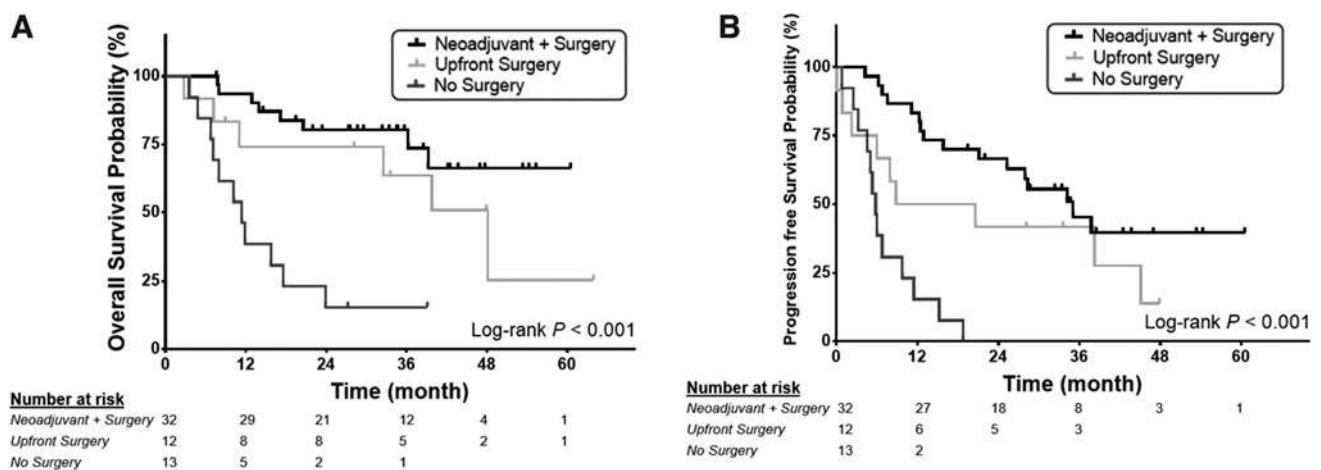 A
Overall Survival Probability (%)
Neoadjuvant + Surgery
Upfront Surgery
No Surgery
100
75
50
25
0
Log-rank P < 0.001
0 12 24 36 48 60
Time (month)
Number at risk
Neoadjuvant + Surgery 32 29 21 12 4 1
Upfront Surgery 12 8 8 5 2 1
No Surgery 13 5 2 1
B
Progression free Survival Probability (%)
Neoadjuvant + Surgery
Upfront Surgery
No Surgery
100
75
50
25
0
Log-rank P < 0.001
0 12 24 36 48 60
Time (month)
Number at risk
Neoadjuvant + Surgery 32 27 18 8 3 1
Upfront Surgery 12 6 5 3
No Surgery 13 2